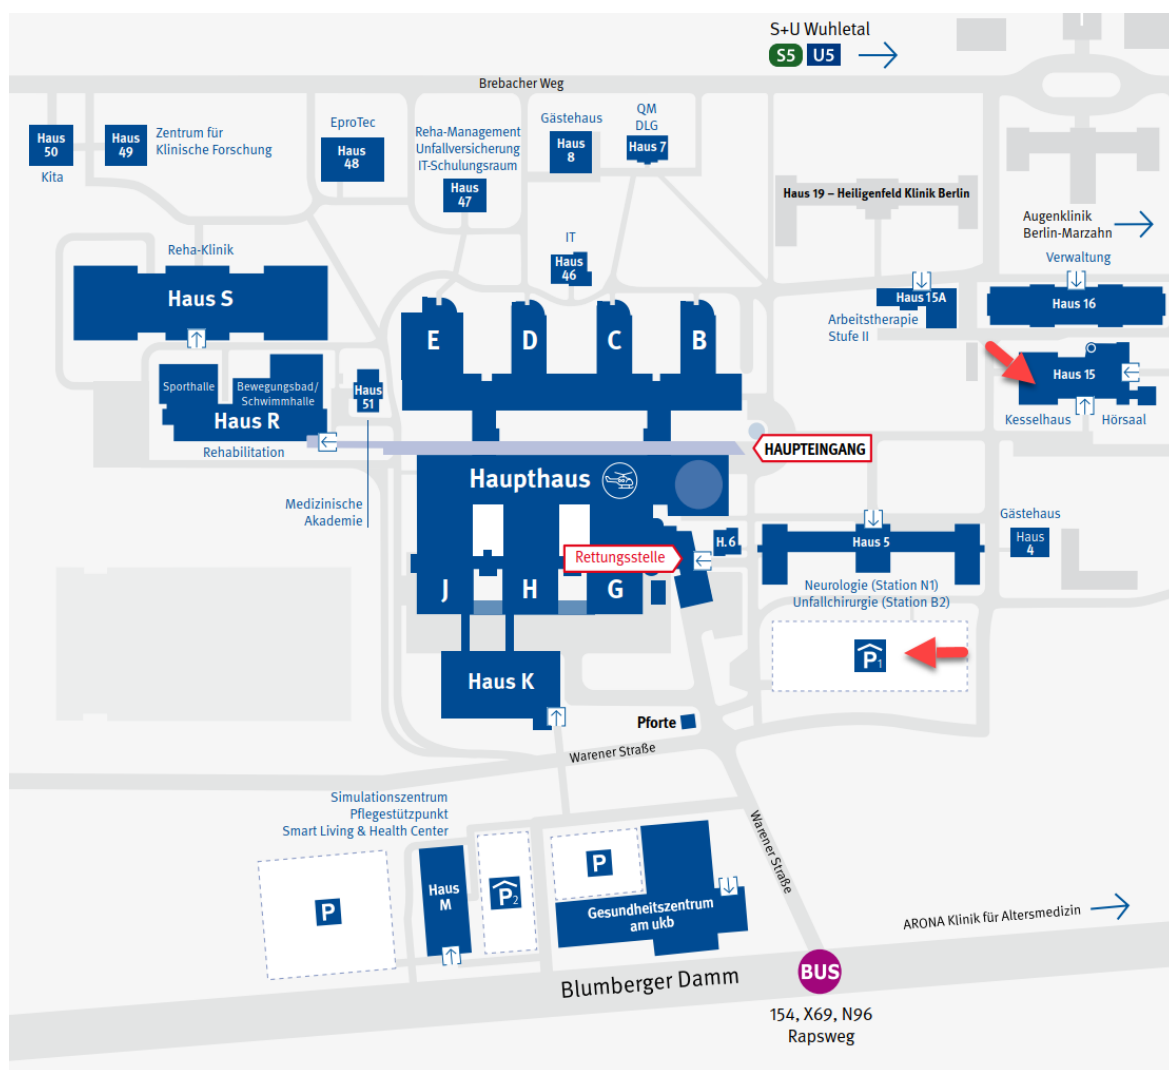 S+U Wuhletal
S5 U5
Brebacher Weg
Haus
50
Kita
Haus
49
Zentrum für
Klinische Forschung
EproTec
Haus
48
Reha-Management
Unfallversicherung
IT-Schulungsraum
Haus
47
Gästehaus
Haus
8
QM
DLG
Haus 7
Haus 19 – Heiligenfeld Klinik Berlin
Augenklinik
Berlin-Marzahn
Verwaltung
Haus 16
IT
Haus
46
Reha-Klinik
Haus S
Haus 15A
Arbeitstherapie
Stufe II
E
D
C
B
Haus 15
Kesselhaus
Hörsaal
Sporthalle
Bewegungsbad/
Schwimmhalle
Haus R
Rehabilitation
Haus
51
Medizinische
Akademie
HAUPTEINGANG
Haupthaus
Rettungsstelle
H. 6
Haus 5
Neurologie (Station N1)
Unfallchirurgie (Station B2)
Gästehaus
Haus
4
J
H
G
P1
Haus K
Pforte
Warener Straße
Simulationszentrum
Pflegestützpunkt
Smart Living & Health Center
Warener Straße
P
Haus
M
P2
P
Gesundheitszentrum
am ukb
ARONA Klinik für Altersmedizin
Blumberger Damm
BUS
154, X69, N96
Rapsweg